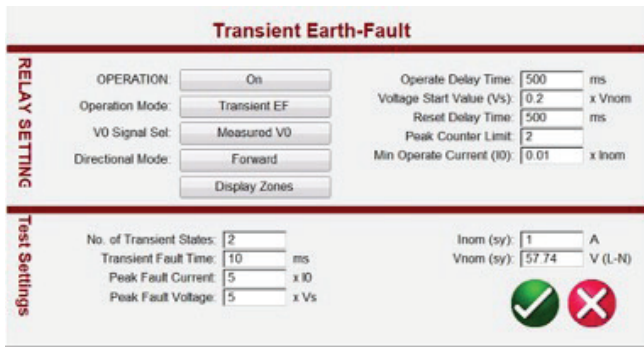 Transient Earth-Fault
RELAY SETTING
OPERATION: On
Operation Mode: Transient EF
V0 Signal Sel: Measured V0
Directional Mode: Forward
Display Zones
Operate Delay Time: 500 ms
Voltage Start Value (Vs): 0.2 x Vnom
Reset Delay Time: 500 ms
Peak Counter Limit: 2
Min Operate Current (I0): 0.01 x Inom
Test Settings
No. of Transient States: 2
Transient Fault Time: 10 ms
Peak Fault Current: 5 x I0
Peak Fault Voltage: 5 x Vs
Inom (sy): 1 A
Vnom (sy): 57.74 V (L-N)